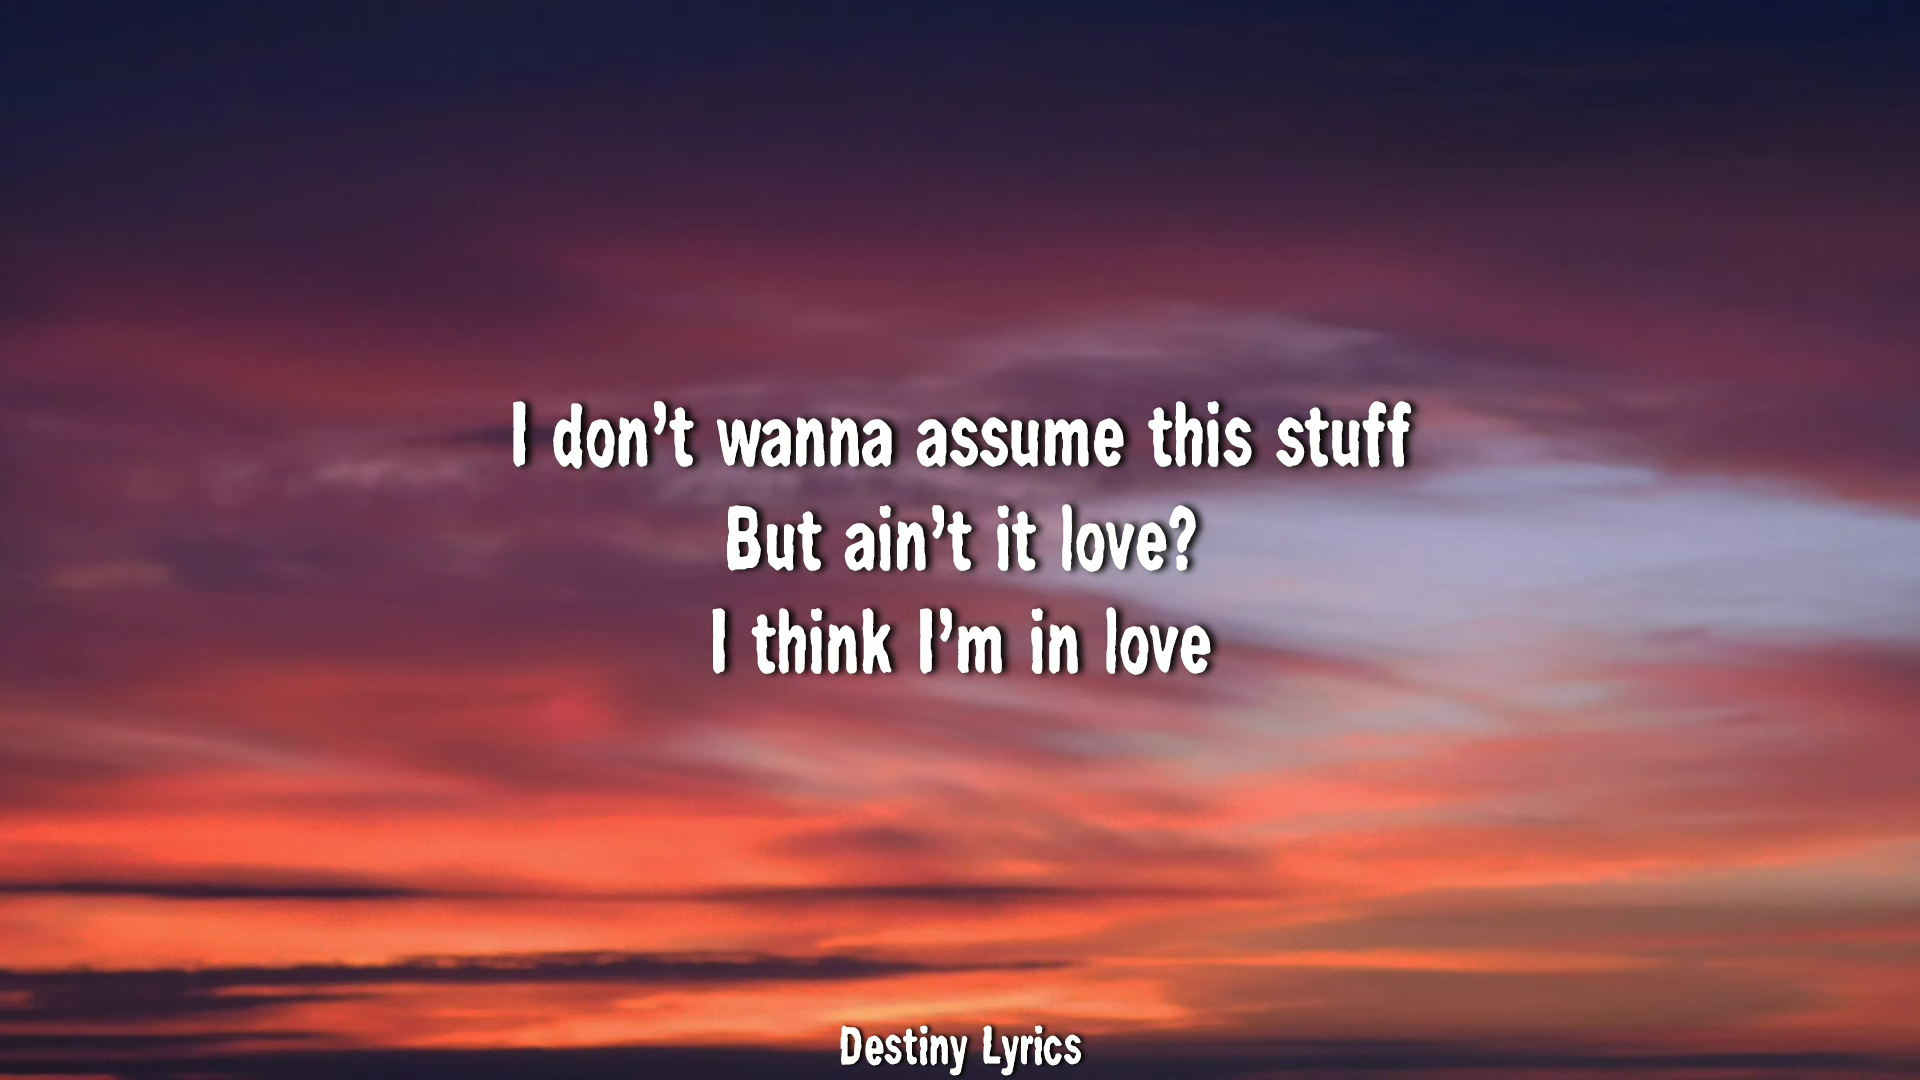 I don't wanna assume this stuff
But ain't it love?
I think I'm in love
Destiny Lyrics